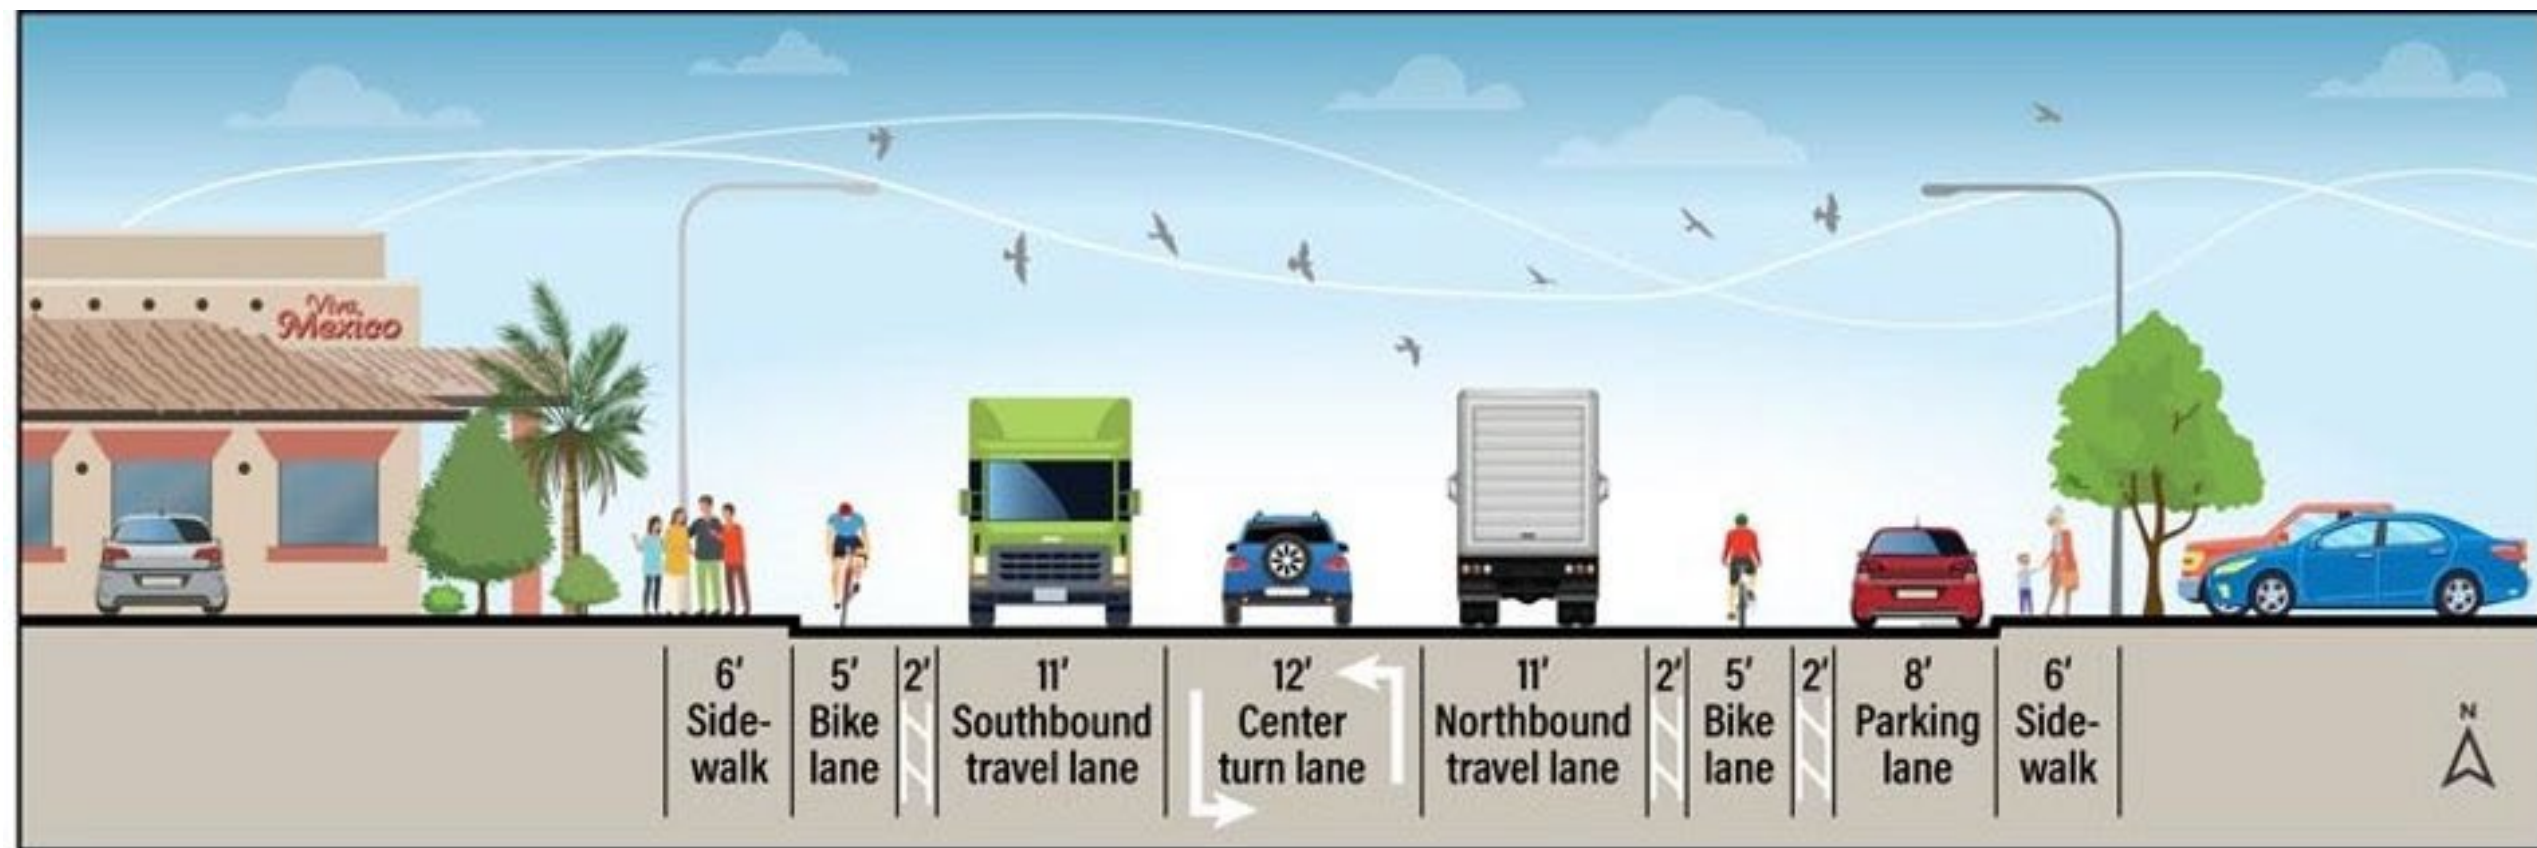 Viva
Mexico
6'
Side-
walk
5'
Bike
lane
2'
11'
Southbound
travel lane
12'
Center
turn lane
11'
Northbound
travel lane
2'
5'
Bike
lane
2'
8'
Parking
lane
6'
Side-
walk
N